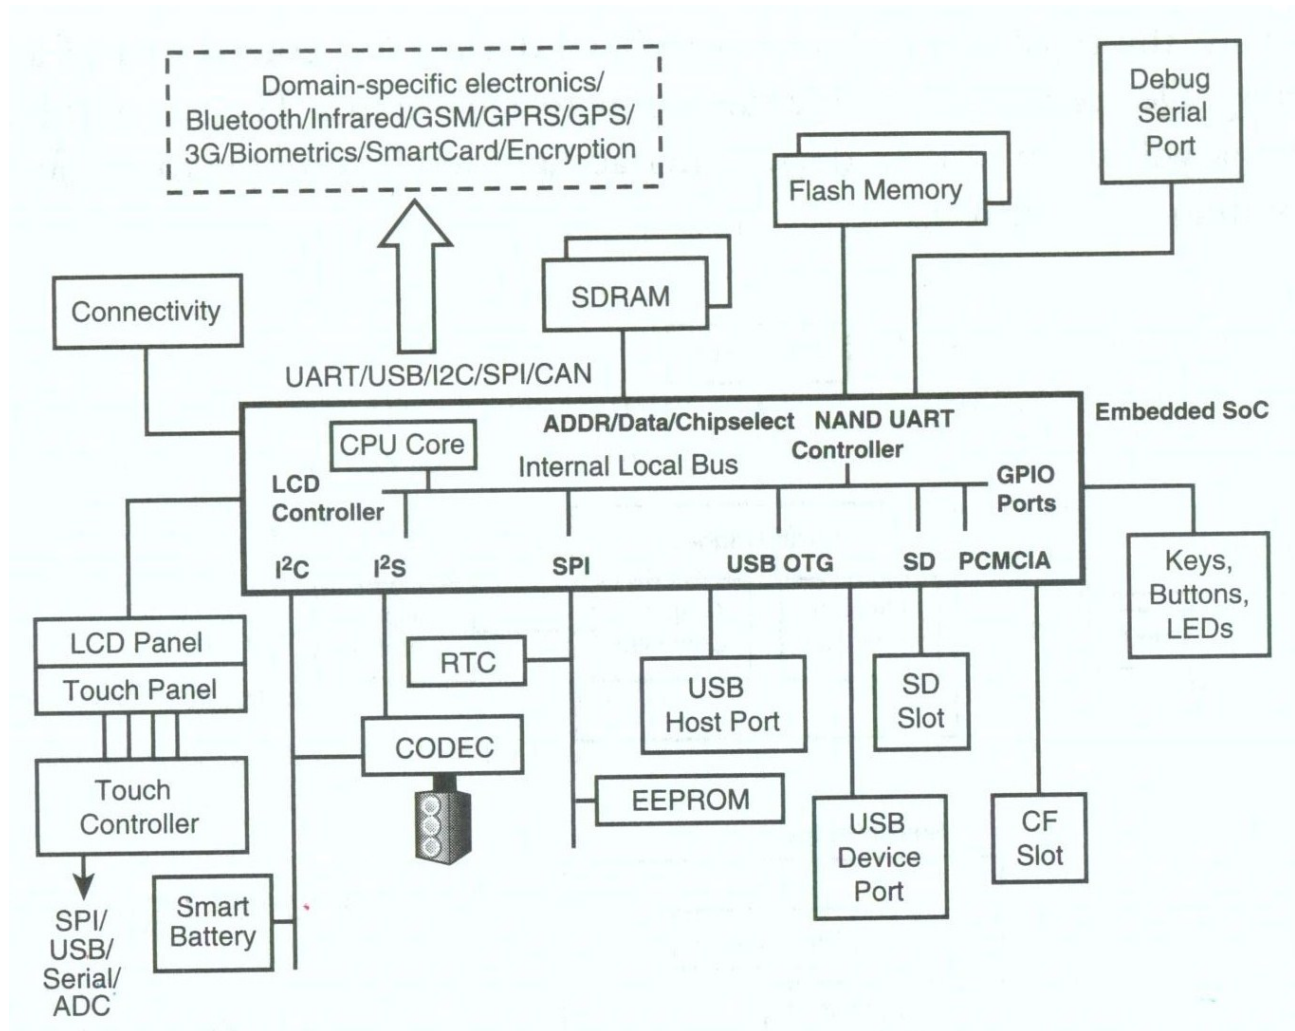 Domain-specific electronics/
Bluetooth/Infrared/GSM/GPRS/GPS/
3G/Biometrics/SmartCard/Encryption
Debug
Serial
Port
Flash Memory
SDRAM
Connectivity
UART/USB/I2C/SPI/CAN
Embedded SoC
ADDR/Data/Chipselect
NAND UART
Controller
CPU Core
Internal Local Bus
LCD
Controller
GPIO
Ports
I²C
I²S
SPI
USB OTG
SD
PCMCIA
Keys,
Buttons,
LEDs
LCD Panel
Touch Panel
RTC
USB
Host Port
SD
Slot
CODEC
Touch
Controller
EEPROM
USB
Device
Port
CF
Slot
Smart
Battery
SPI/
USB/
Serial/
ADC